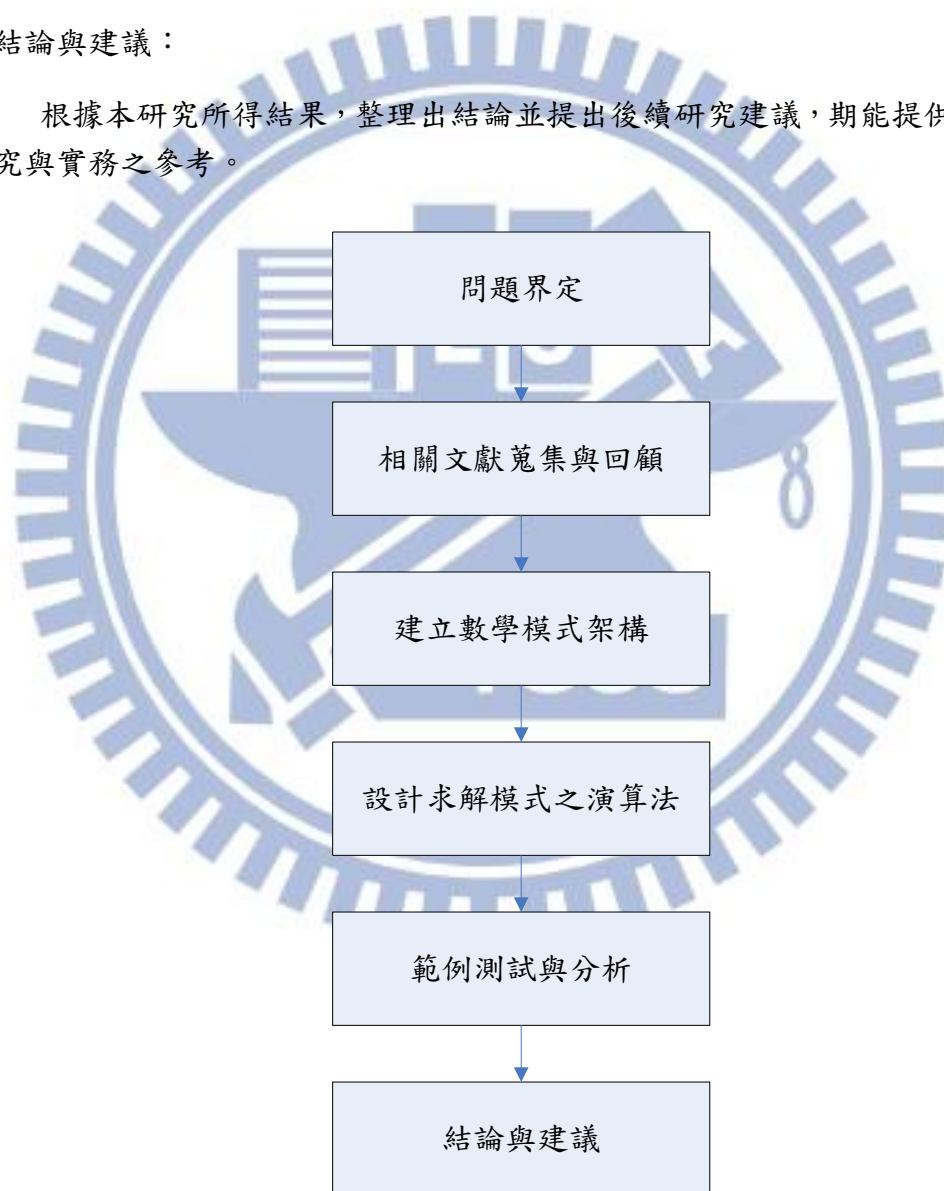 結論與建議：
根據本研究所得結果，整理出結論並提出後續研究建議，期能提供
究與實務之參考。
問題界定
相關文獻蒐集與回顧
建立數學模式架構
設計求解模式之演算法
範例測試與分析
結論與建議